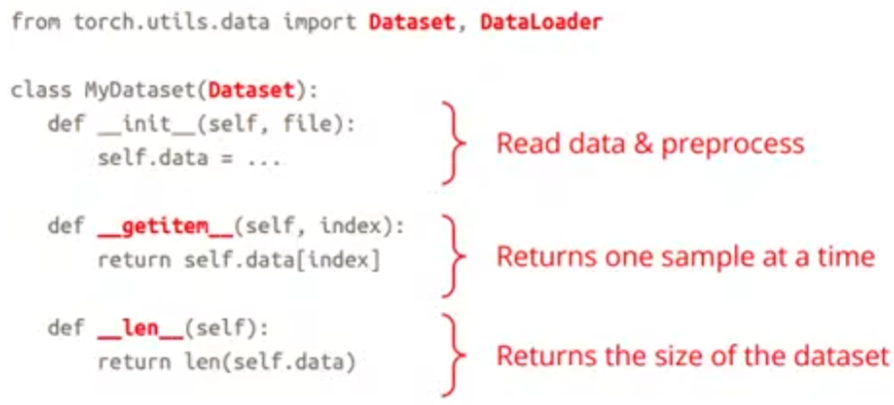 from torch.utils.data import Dataset, DataLoader
class MyDataset(Dataset):
def __init__(self, file):
self.data = ...
Read data & preprocess
def __getitem__(self, index):
return self.data[index]
Returns one sample at a time
def __len__(self):
return len(self.data)
Returns the size of the dataset